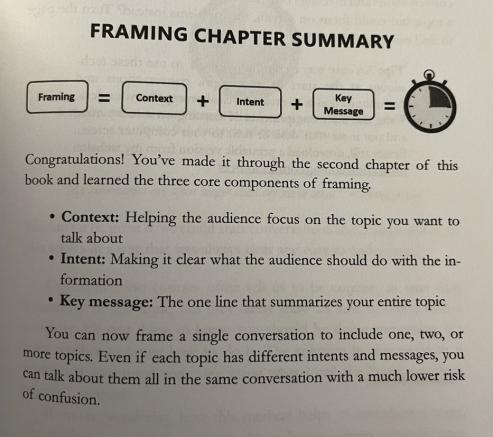 FRAMING CHAPTER SUMMARY
Framing = Context + Intent + Key Message =
Congratulations! You've made it through the second chapter of this
book and learned the three core components of framing.
• Context: Helping the audience focus on the topic you want to
talk about
• Intent: Making it clear what the audience should do with the in-
formation
• Key message: The one line that summarizes your entire topic
You can now frame a single conversation to include one, two, or
more topics. Even if each topic has different intents and messages, you
can talk about them all in the same conversation with a much lower risk
of confusion.